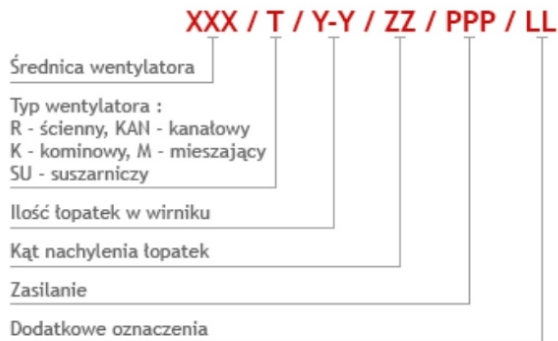 XXX / T / Y-Y / ZZ / PPP / LL
Średnica wentylatora
Typ wentylatora :
R - ścienny, KAN - kanałowy
K - kominowy, M - mieszający
SU - suszarniczy
Ilość łopatek w wirniku
Kąt nachylenia łopatek
Zasilanie
Dodatkowe oznaczenia